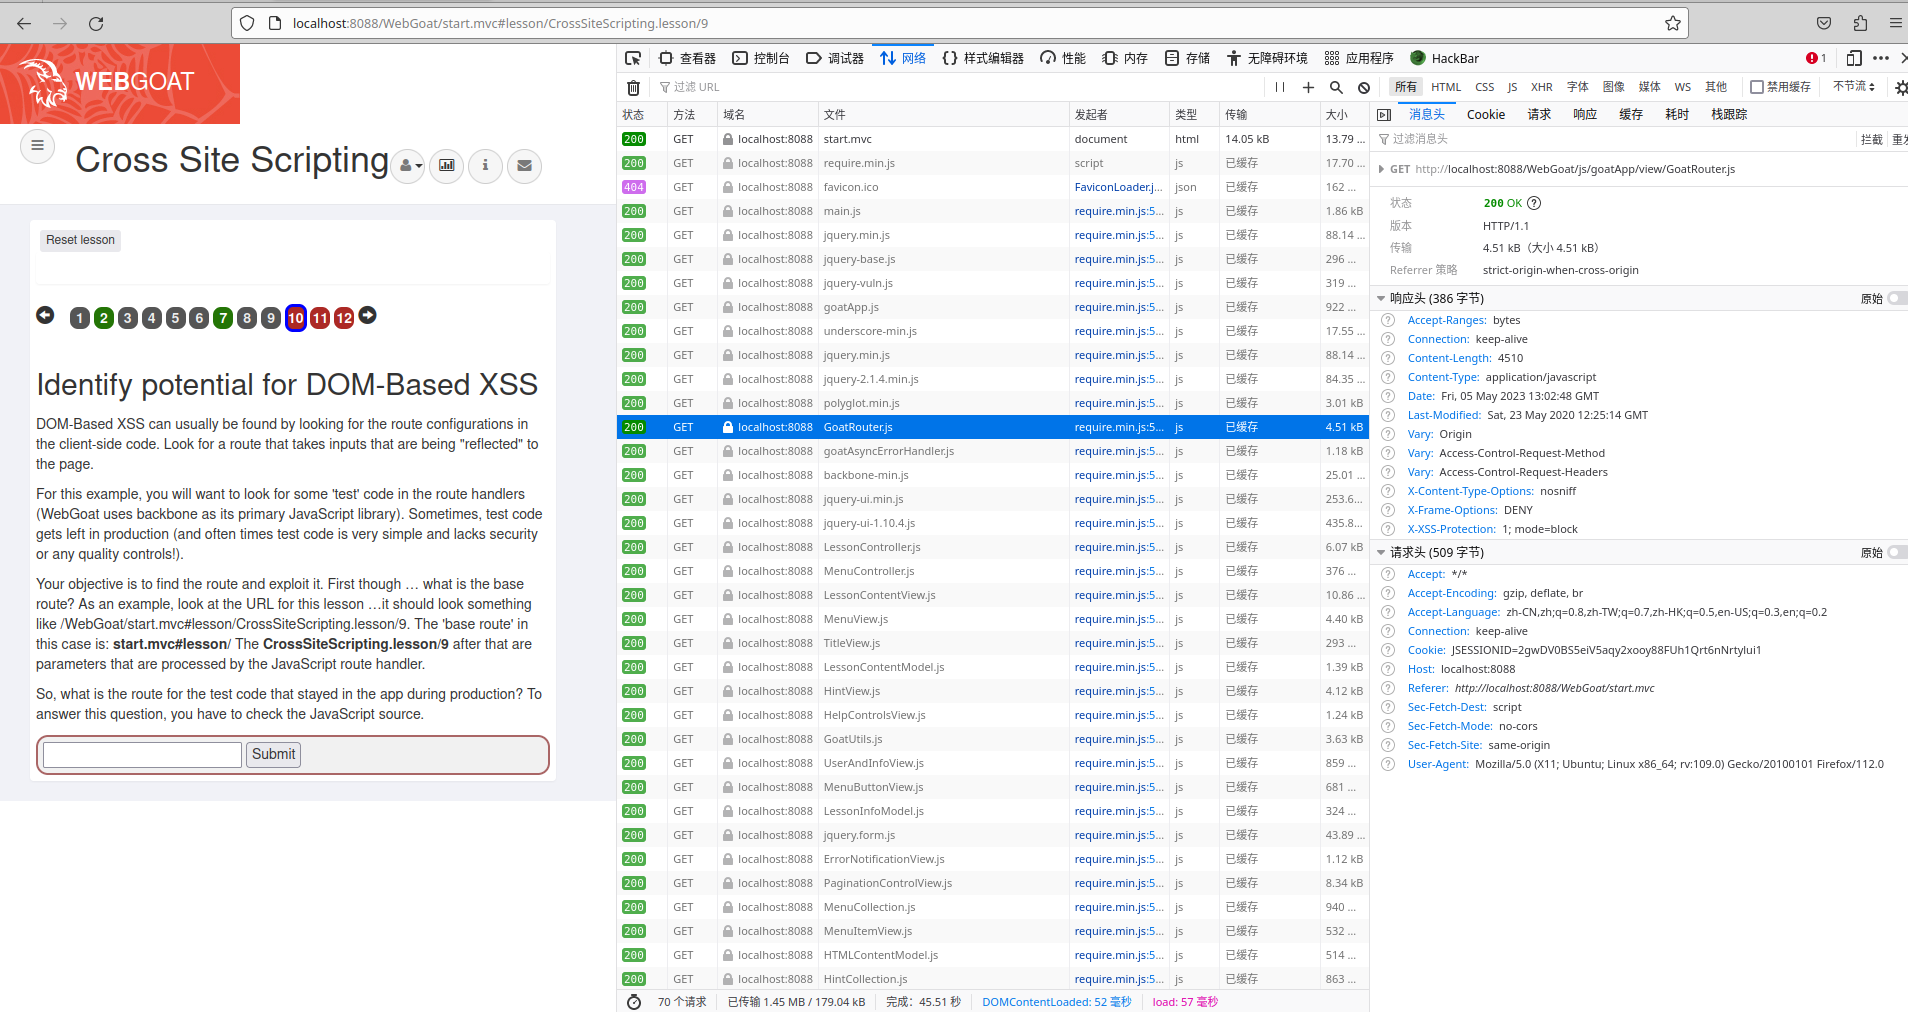 localhost:8088/WebGoat/start.mvc#lesson/CrossSiteScripting.lesson/9
WEBGOAT
Cross Site Scripting
Reset lesson
1 2 3 4 5 6 7 8 9 10 11 12
Identify potential for DOM-Based XSS
DOM-Based XSS can usually be found by looking for the route configurations in
the client-side code. Look for a route that takes inputs that are being "reflected" to
the page.
For this example, you will want to look for some 'test' code in the route handlers
(WebGoat uses backbone as its primary JavaScript library). Sometimes, test code
gets left in production (and often times test code is very simple and lacks security
or any quality controls!).
Your objective is to find the route and exploit it. First though … what is the base
route? As an example, look at the URL for this lesson …it should look something
like /WebGoat/start.mvc#lesson/CrossSiteScripting.lesson/9. The 'base route' in
this case is: start.mvc#lesson/ The CrossSiteScripting.lesson/9 after that are
parameters that are processed by the JavaScript route handler.
So, what is the route for the test code that stayed in the app during production? To
answer this question, you have to check the JavaScript source.
Submit
查看器 控制台 调试器 网络 样式编辑器 性能 内存 存储 无障碍环境 应用程序 HackBar 1
过滤 URL
所有 HTML CSS JS XHR 字体 图像 媒体 WS 其他 禁用缓存 不节流
状态 方法 域名 文件 发起者 类型 传输 大小
200 GET localhost:8088 start.mvc document html 14.05 kB 13.79 ...
200 GET localhost:8088 require.min.js script js 已缓存 17.70 ...
404 GET localhost:8088 favicon.ico FaviconLoader.j... json 已缓存 162 ...
200 GET localhost:8088 main.js require.min.js:5... js 已缓存 1.86 kB
200 GET localhost:8088 jquery.min.js require.min.js:5... js 已缓存 88.14 ...
200 GET localhost:8088 jquery-base.js require.min.js:5... js 已缓存 296 ...
200 GET localhost:8088 jquery-vuln.js require.min.js:5... js 已缓存 319 ...
200 GET localhost:8088 goatApp.js require.min.js:5... js 已缓存 922 ...
200 GET localhost:8088 underscore-min.js require.min.js:5... js 已缓存 17.55 ...
200 GET localhost:8088 jquery.min.js require.min.js:5... js 已缓存 88.14 ...
200 GET localhost:8088 jquery-2.1.4.min.js require.min.js:5... js 已缓存 84.35 ...
200 GET localhost:8088 polyglot.min.js require.min.js:5... js 已缓存 3.01 kB
200 GET localhost:8088 GoatRouter.js require.min.js:5... js 已缓存 4.51 kB
200 GET localhost:8088 goatAsyncErrorHandler.js require.min.js:5... js 已缓存 1.18 kB
200 GET localhost:8088 backbone-min.js require.min.js:5... js 已缓存 25.01 ...
200 GET localhost:8088 jquery-ui.min.js require.min.js:5... js 已缓存 253.6...
200 GET localhost:8088 jquery-ui-1.10.4.js require.min.js:5... js 已缓存 435.8...
200 GET localhost:8088 LessonController.js require.min.js:5... js 已缓存 6.07 kB
200 GET localhost:8088 MenuController.js require.min.js:5... js 已缓存 376 ...
200 GET localhost:8088 LessonContentView.js require.min.js:5... js 已缓存 10.86 ...
200 GET localhost:8088 MenuView.js require.min.js:5... js 已缓存 4.40 kB
200 GET localhost:8088 TitleView.js require.min.js:5... js 已缓存 293 ...
200 GET localhost:8088 LessonContentModel.js require.min.js:5... js 已缓存 1.39 kB
200 GET localhost:8088 HintView.js require.min.js:5... js 已缓存 4.12 kB
200 GET localhost:8088 HelpControlsView.js require.min.js:5... js 已缓存 1.24 kB
200 GET localhost:8088 GoatUtils.js require.min.js:5... js 已缓存 3.63 kB
200 GET localhost:8088 UserAndInfoView.js require.min.js:5... js 已缓存 859 ...
200 GET localhost:8088 MenuButtonView.js require.min.js:5... js 已缓存 681 ...
200 GET localhost:8088 LessonInfoModel.js require.min.js:5... js 已缓存 324 ...
200 GET localhost:8088 jquery.form.js require.min.js:5... js 已缓存 43.89 ...
200 GET localhost:8088 ErrorNotificationView.js require.min.js:5... js 已缓存 1.12 kB
200 GET localhost:8088 PaginationControlView.js require.min.js:5... js 已缓存 8.34 kB
200 GET localhost:8088 MenuCollection.js require.min.js:5... js 已缓存 940 ...
200 GET localhost:8088 MenuItemView.js require.min.js:5... js 已缓存 532 ...
200 GET localhost:8088 HTMLContentModel.js require.min.js:5... js 已缓存 514 ...
200 GET localhost:8088 HintCollection.js require.min.js:5... js 已缓存 863 ...
70 个请求 已传输 1.45 MB / 179.04 kB 完成：45.51 秒 DOMContentLoaded: 52 毫秒 load: 57 毫秒
消息头 Cookie 请求 响应 缓存 耗时 栈跟踪
过滤消息头 拦截 重发
GET http://localhost:8088/WebGoat/js/goatApp/view/GoatRouter.js
状态 200 OK
版本 HTTP/1.1
传输 4.51 kB（大小 4.51 kB）
Referrer 策略 strict-origin-when-cross-origin
响应头 (386 字节) 原始
Accept-Ranges: bytes
Connection: keep-alive
Content-Length: 4510
Content-Type: application/javascript
Date: Fri, 05 May 2023 13:02:48 GMT
Last-Modified: Sat, 23 May 2020 12:25:14 GMT
Vary: Origin
Vary: Access-Control-Request-Method
Vary: Access-Control-Request-Headers
X-Content-Type-Options: nosniff
X-Frame-Options: DENY
X-XSS-Protection: 1; mode=block
请求头 (509 字节) 原始
Accept: */*
Accept-Encoding: gzip, deflate, br
Accept-Language: zh-CN,zh;q=0.8,zh-TW;q=0.7,zh-HK;q=0.5,en-US;q=0.3,en;q=0.2
Connection: keep-alive
Cookie: JSESSIONID=2gwDV0BS5eiV5aqy2xooy88FUh1Qrt6nNrtylui1
Host: localhost:8088
Referer: http://localhost:8088/WebGoat/start.mvc
Sec-Fetch-Dest: script
Sec-Fetch-Mode: no-cors
Sec-Fetch-Site: same-origin
User-Agent: Mozilla/5.0 (X11; Ubuntu; Linux x86_64; rv:109.0) Gecko/20100101 Firefox/112.0